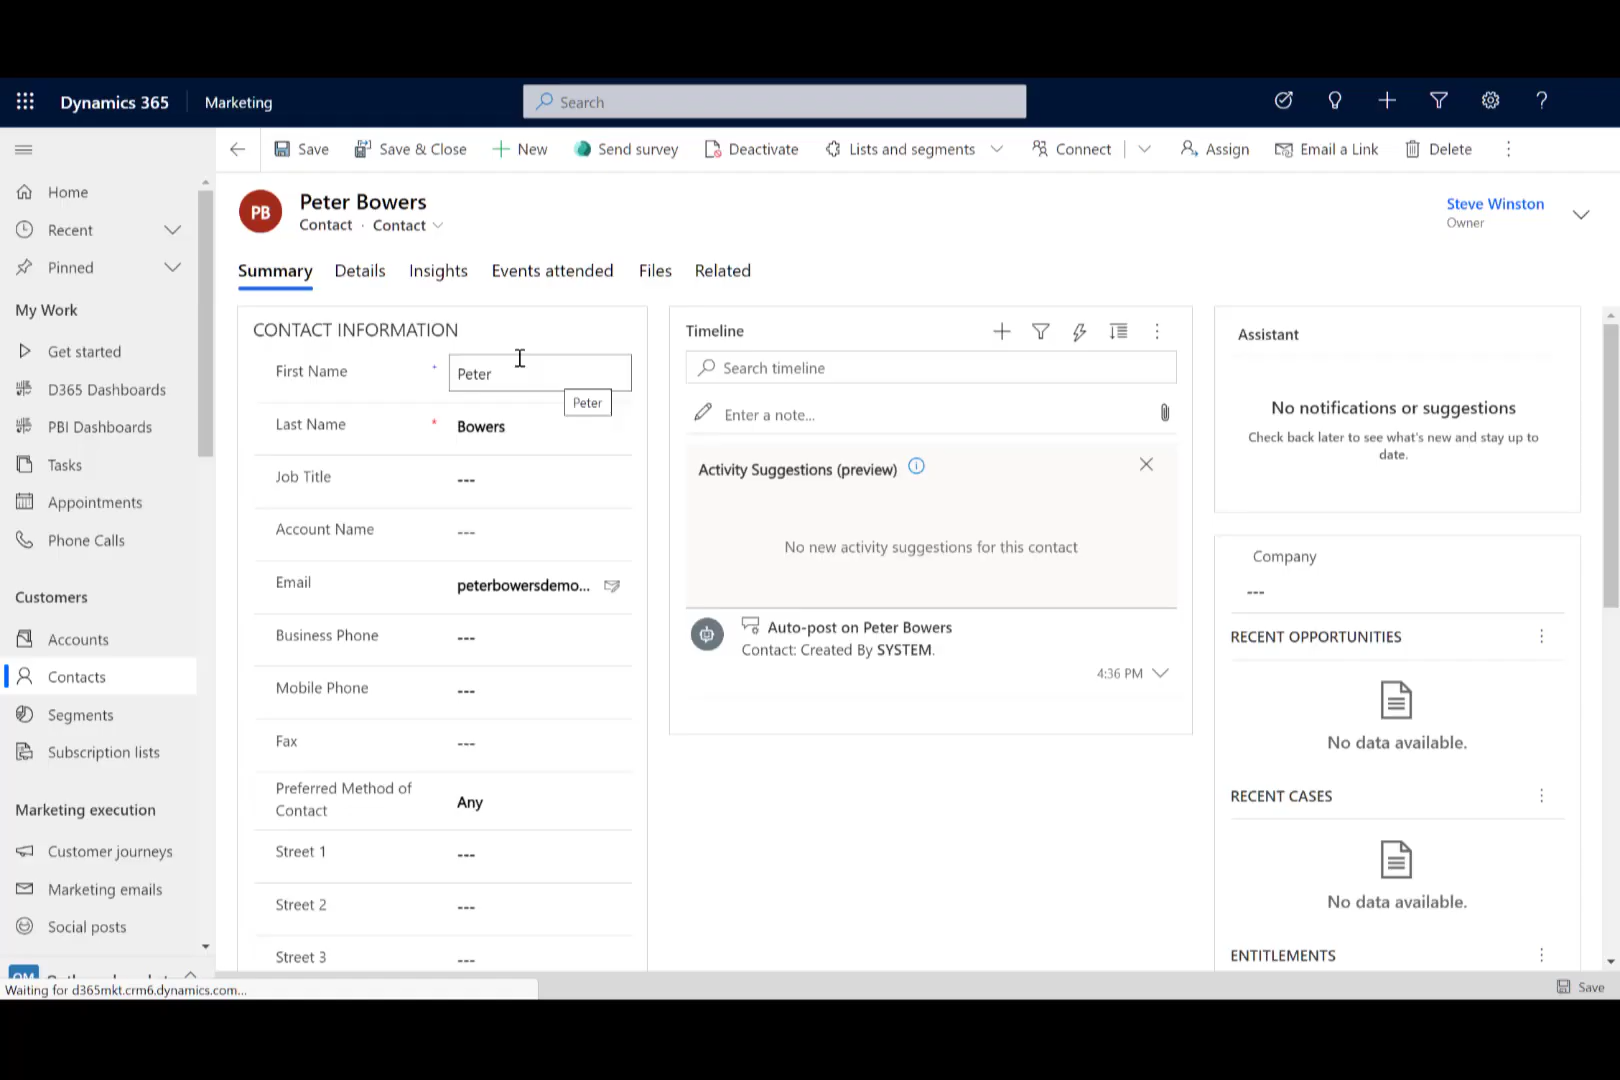 Dynamics 365
Marketing
Search
Save
Save & Close
New
Send survey
Deactivate
Lists and segments
Connect
Assign
Email a Link
Delete
Home
Recent
Pinned
My Work
Get started
D365 Dashboards
PBI Dashboards
Tasks
Appointments
Phone Calls
Customers
Accounts
Contacts
Segments
Subscription lists
Marketing execution
Customer journeys
Marketing emails
Social posts
PB
Peter Bowers
Contact · Contact
Steve Winston
Owner
Summary
Details
Insights
Events attended
Files
Related
CONTACT INFORMATION
First Name
*
Peter
Peter
Last Name
*
Bowers
Job Title
---
Account Name
---
Email
peterbowersdemo...
Business Phone
---
Mobile Phone
---
Fax
---
Preferred Method of
Contact
Any
Street 1
---
Street 2
---
Street 3
---
Timeline
Search timeline
Enter a note...
Activity Suggestions (preview)
No new activity suggestions for this contact
Auto-post on Peter Bowers
Contact: Created By SYSTEM.
4:36 PM
Assistant
No notifications or suggestions
Check back later to see what's new and stay up to
date.
Company
---
RECENT OPPORTUNITIES
No data available.
RECENT CASES
No data available.
ENTITLEMENTS
Waiting for d365mkt.crm6.dynamics.com...
Save